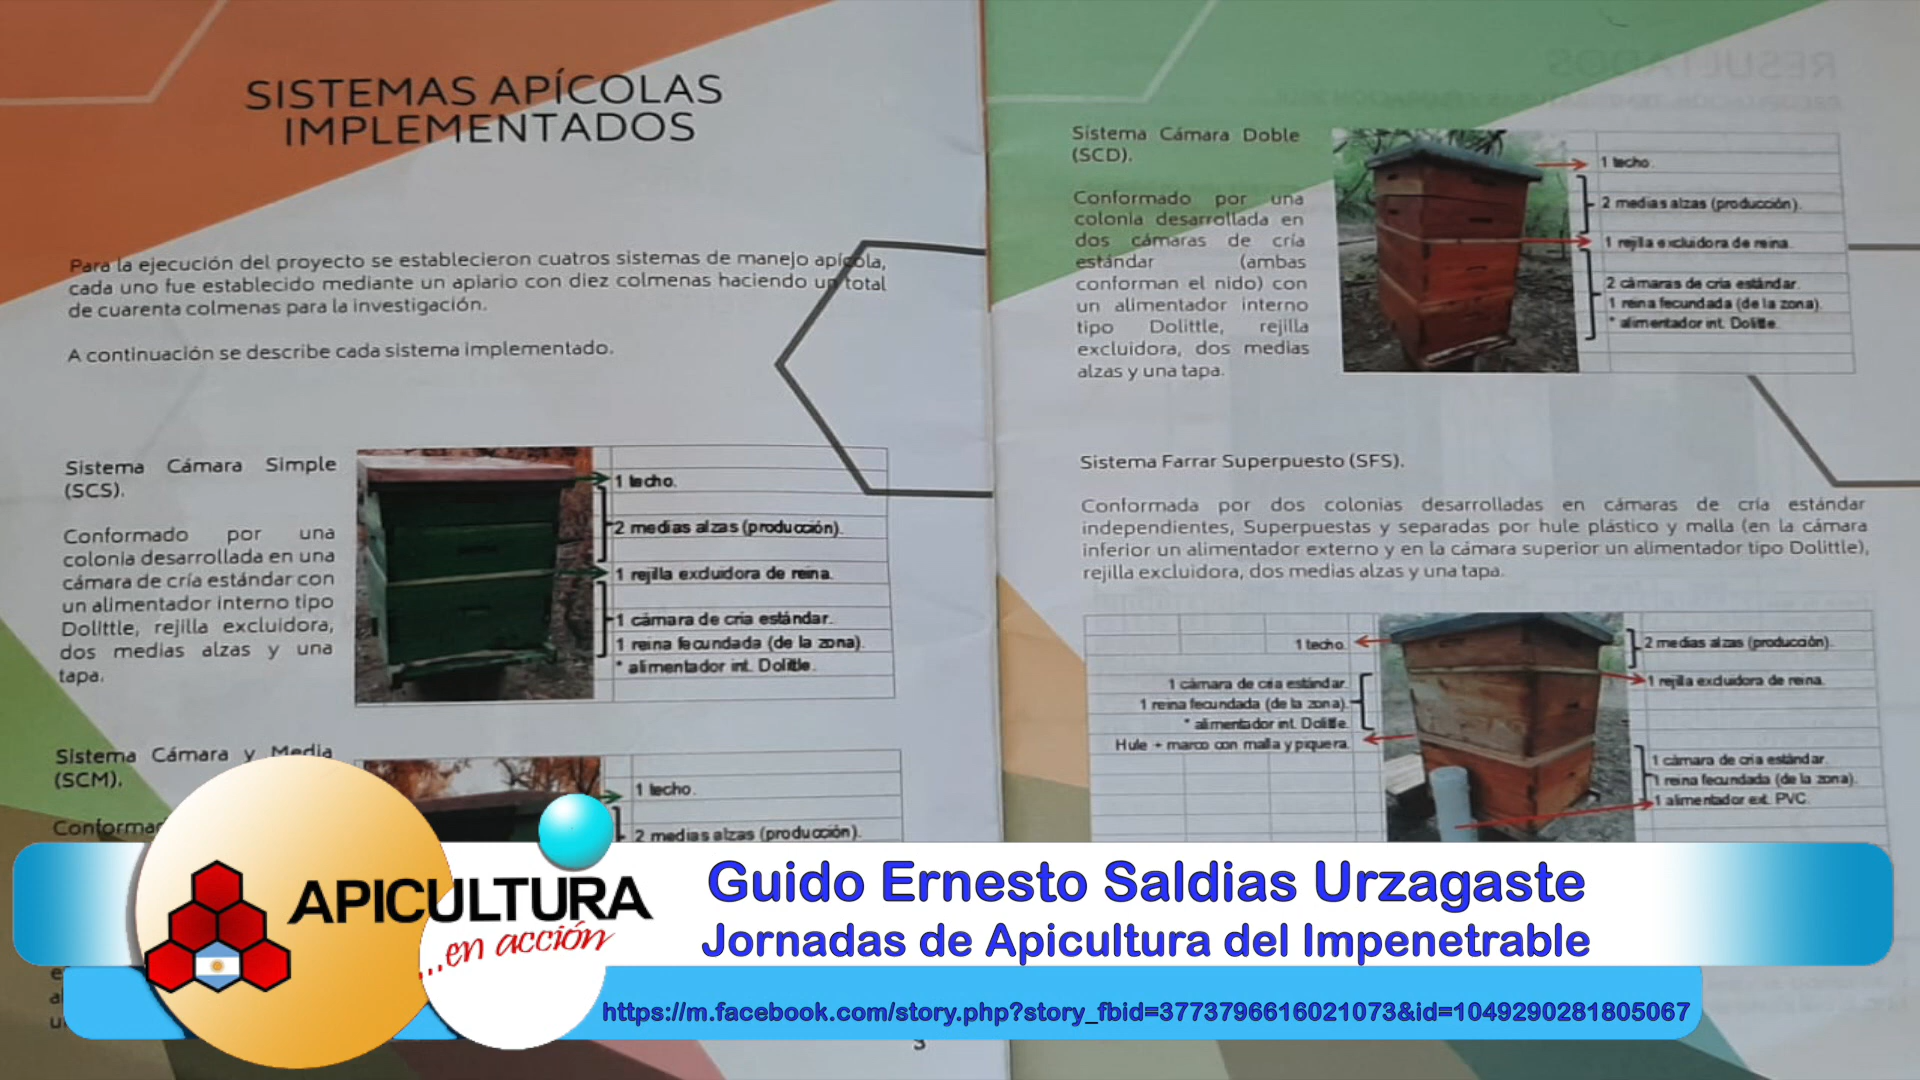 SISTEMAS APÍCOLAS
IMPLEMENTADOS
Para la ejecución del proyecto se establecieron cuatros sistemas de manejo apícola,
cada uno fue establecido mediante un apiario con diez colmenas haciendo un total
de cuarenta colmenas para la investigación.
A continuación se describe cada sistema implementado.
Sistema Cámara Simple
(SCS).
Conformado por una
colonia desarrollada en una
cámara de cría estándar con
un alimentador interno tipo
Dolittle, rejilla excluidora,
dos medias alzas y una
tapa.
1 techo.
2 medias alzas (producción).
1 rejilla excluidora de reina.
1 cámara de cría estándar.
1 reina fecundada (de la zona).
* alimentador int. Dolittle.
Sistema Cámara y Media
(SCM).
1 techo.
2 medias alzas (producción).
3
RESULTADOS
Sistema Cámara Doble
(SCD).
Conformado por una
colonia desarrollada en
dos cámaras de cría
estándar (ambas
conforman el nido) con
un alimentador interno
tipo Dolittle, rejilla
excluidora, dos medias
alzas y una tapa.
1 techo.
2 medias alzas (producción).
1 rejilla excluidora de reina.
2 cámaras de cría estándar.
1 reina fecundada (de la zona).
* alimentador int. Dolittle.
Sistema Farrar Superpuesto (SFS).
Conformada por dos colonias desarrolladas en cámaras de cría estándar
independientes, Superpuestas y separadas por hule plástico y malla (en la cámara
inferior un alimentador externo y en la cámara superior un alimentador tipo Dolittle),
rejilla excluidora, dos medias alzas y una tapa.
1 techo.
1 cámara de cría estándar.
1 reina fecundada (de la zona).
* alimentador int. Dolittle.
Hule + marco con malla y piquera.
2 medias alzas (producción).
1 rejilla excluidora de reina.
1 cámara de cría estándar.
1 reina fecundada (de la zona).
1 alimentador ext. PVC.
APICULTURA
...en acción
Guido Ernesto Saldias Urzagaste
Jornadas de Apicultura del Impenetrable
https://m.facebook.com/story.php?story_fbid=3773796616021073&id=1049290281805067